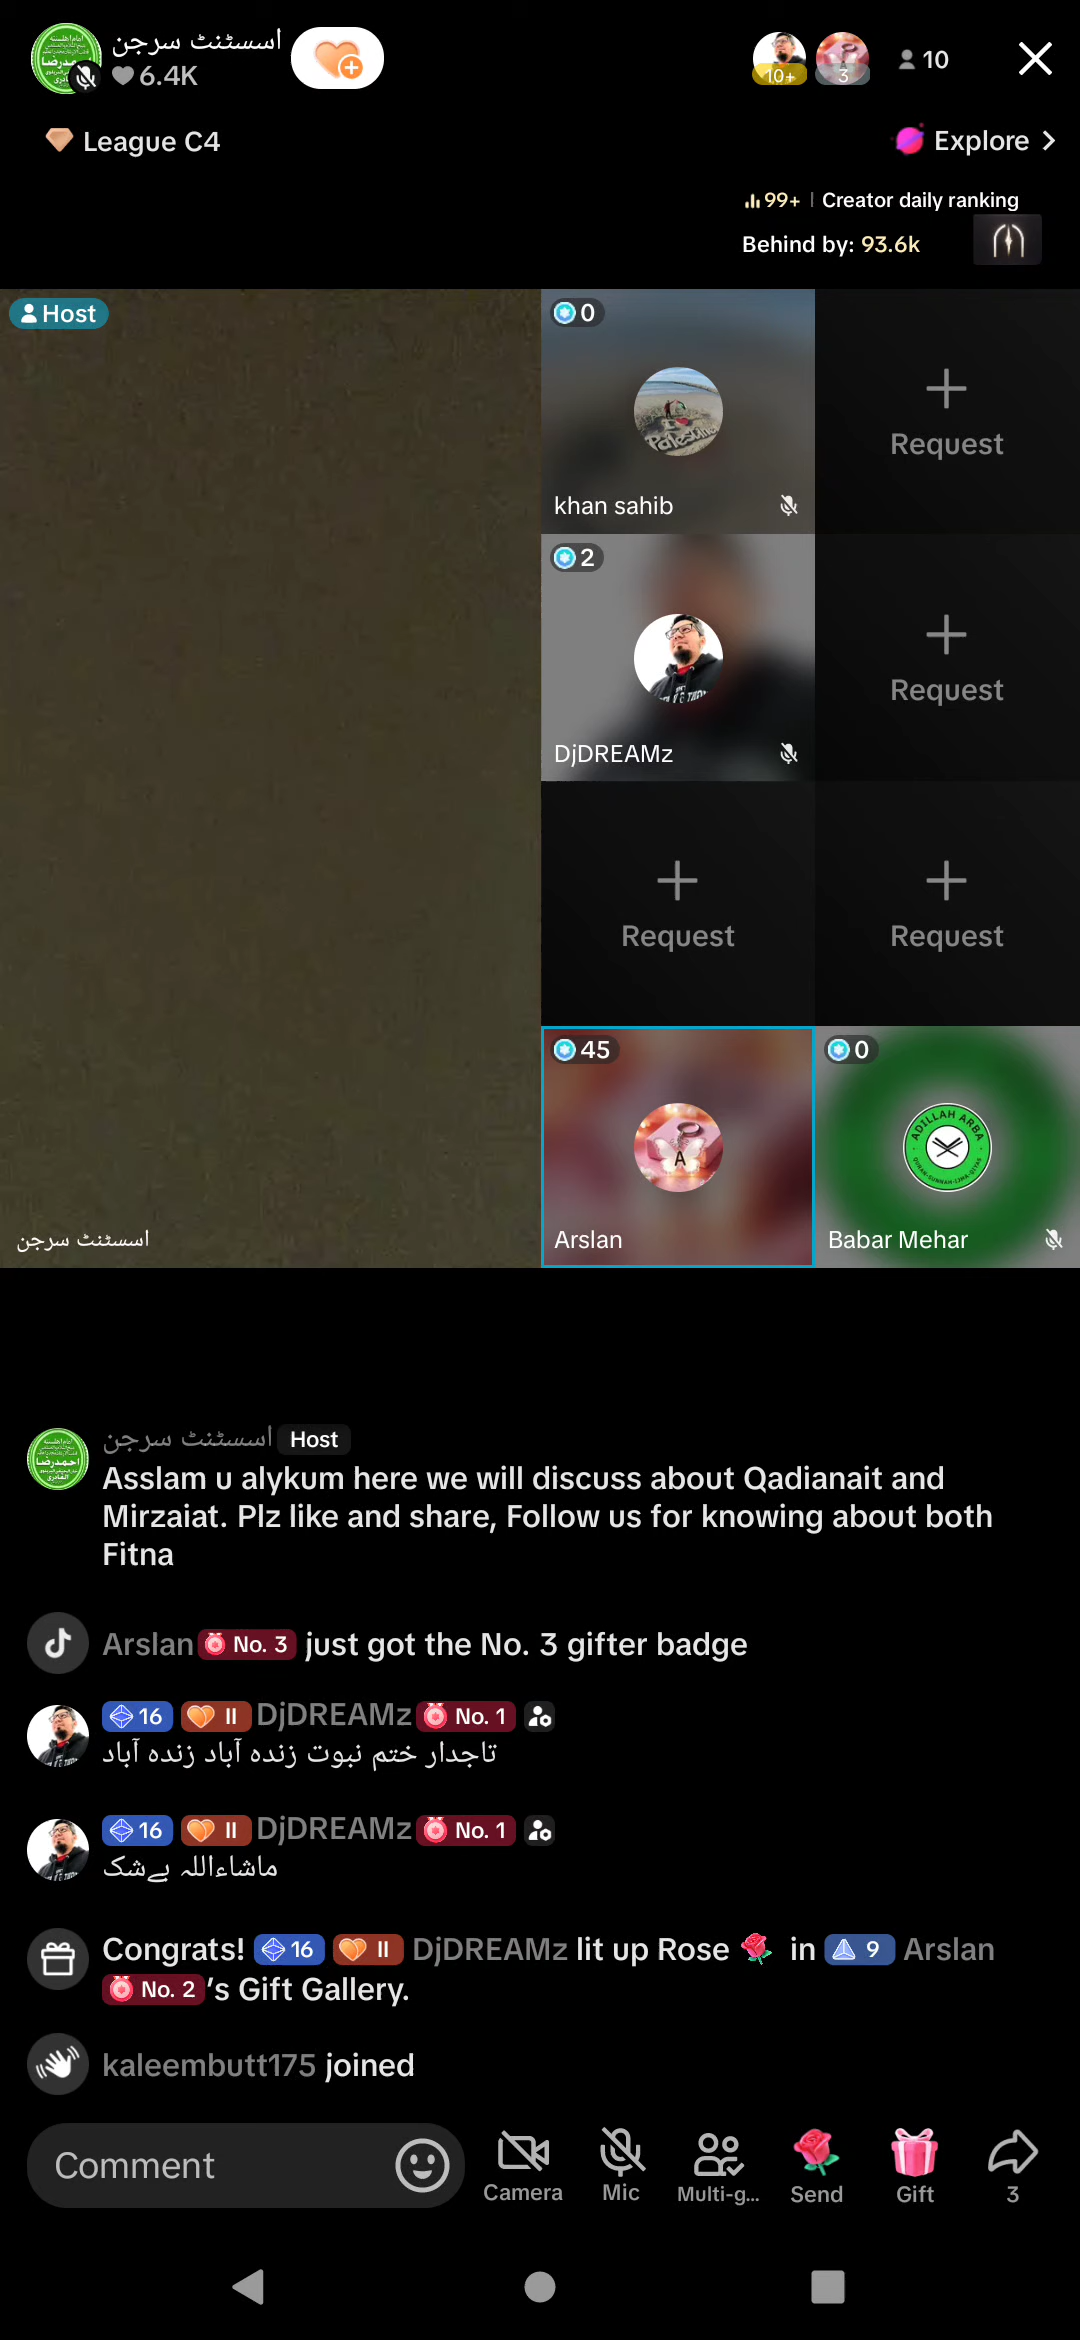 اسسٹنٹ سرجن
6.4K
10+
3
10
League C4
Explore
99+ | Creator daily ranking
Behind by: 93.6k
Host
0
Request
khan sahib
2
Request
DjDREAMz
Request
Request
45
0
A
ADILLAH ARBA
Arslan
Babar Mehar
اسسٹنٹ سرجن
اسسٹنٹ سرجن Host
Asslam u alykum here we will discuss about Qadianait and
Mirzaiat. Plz like and share, Follow us for knowing about both
Fitna
Arslan No. 3 just got the No. 3 gifter badge
16 II DjDREAMz No. 1
تاجدار ختم نبوت زندہ آباد زندہ آباد
16 II DjDREAMz No. 1
ماشاءاللہ بےشک
Congrats! 16 II DjDREAMz lit up Rose in 9 Arslan
No. 2 's Gift Gallery.
kaleembutt175 joined
Comment
Camera
Mic
Multi-g...
Send
Gift
3